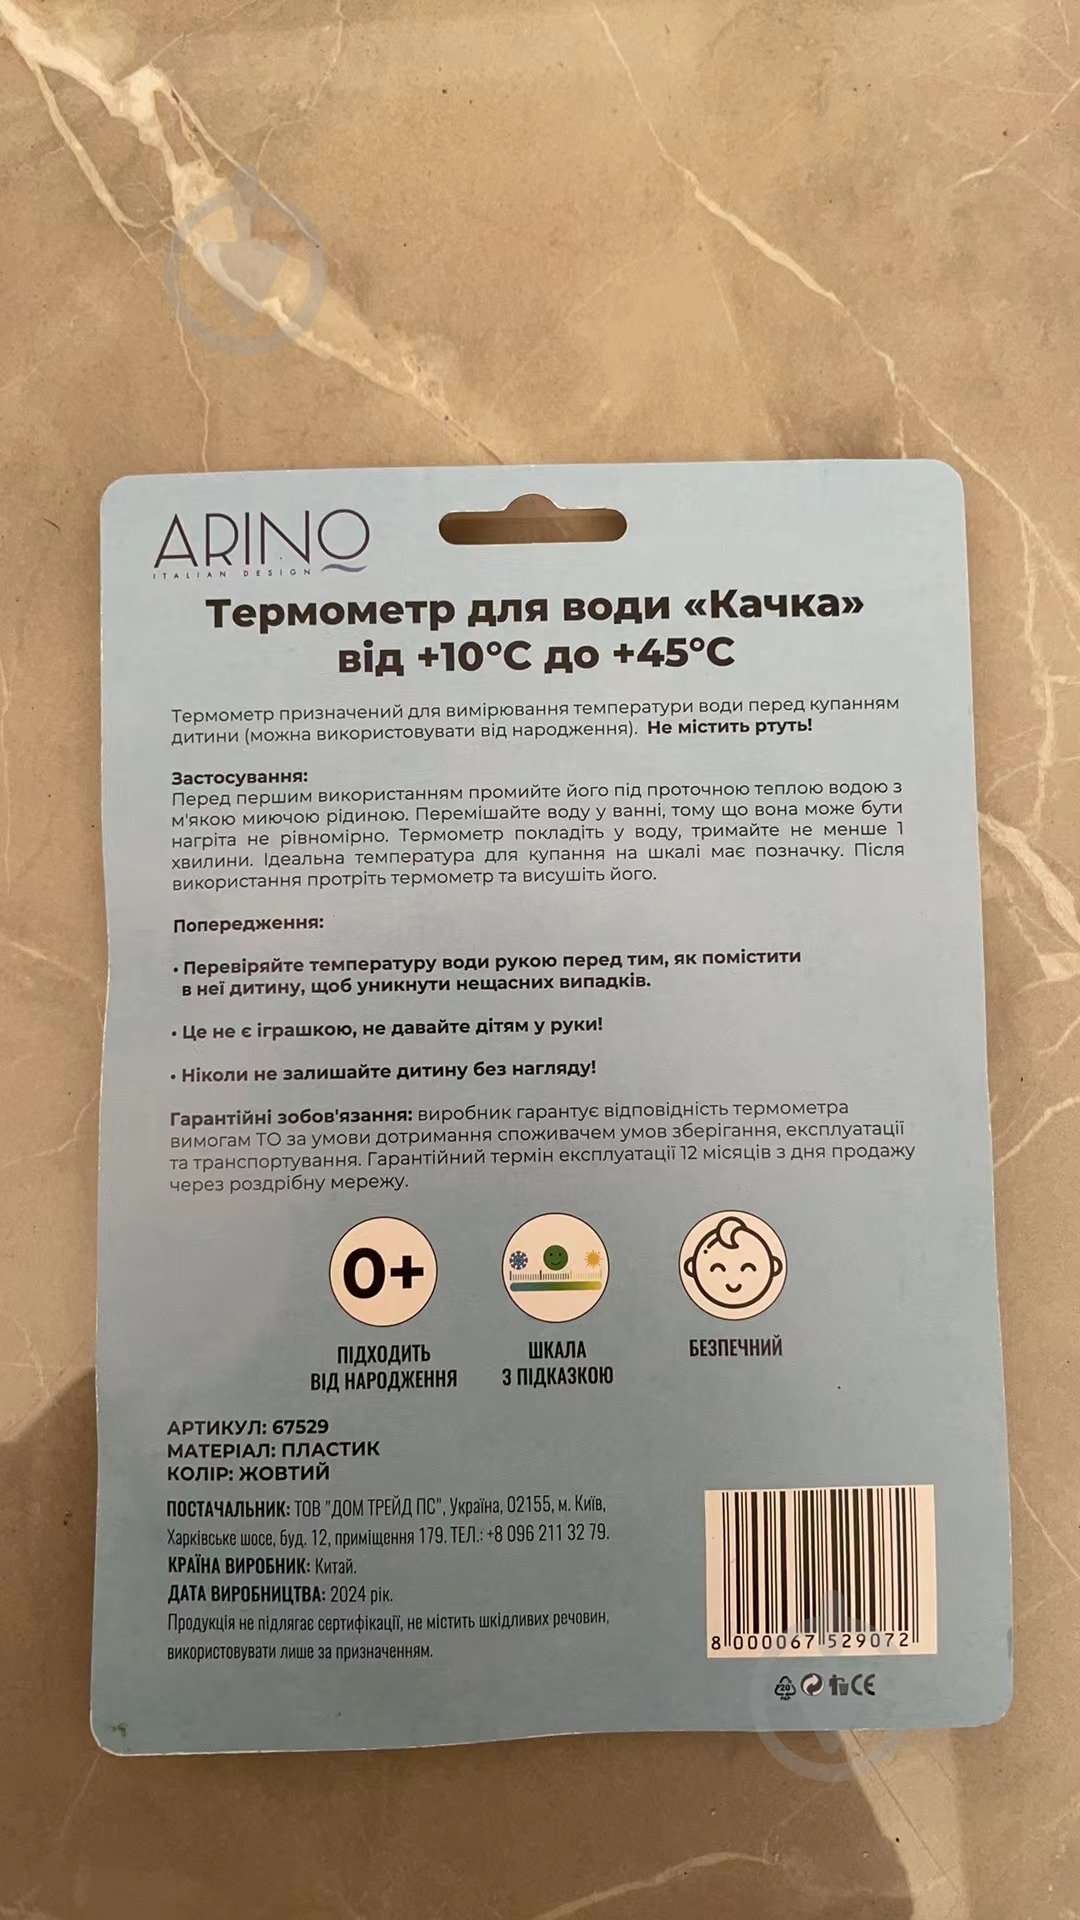 ARINO
ITALIAN DESIGN
Термометр для води «Качка»
від +10°C до +45°C
Термометр призначений для вимірювання температури води перед купанням
дитини (можна використовувати від народження). Не містить ртуть!
Застосування:
Перед першим використанням промийте його під проточною теплою водою з
м'якою миючою рідиною. Перемішайте воду у ванні, тому що вона може бути
нагріта не рівномірно. Термометр покладіть у воду, тримайте не менше 1
хвилини. Ідеальна температура для купання на шкалі має позначку. Після
використання протріть термометр та висушіть його.
Попередження:
• Перевіряйте температуру води рукою перед тим, як помістити
в неї дитину, щоб уникнути нещасних випадків.
• Це не є іграшкою, не давайте дітям у руки!
• Ніколи не залишайте дитину без нагляду!
Гарантійні зобов'язання: виробник гарантує відповідність термометра
вимогам ТО за умови дотримання споживачем умов зберігання, експлуатації
та транспортування. Гарантійний термін експлуатації 12 місяців з дня продажу
через роздрібну мережу.
0+
ПІДХОДИТЬ
ВІД НАРОДЖЕННЯ
ШКАЛА
З ПІДКАЗКОЮ
БЕЗПЕЧНИЙ
АРТИКУЛ: 67529
МАТЕРІАЛ: ПЛАСТИК
КОЛІР: ЖОВТИЙ
ПОСТАЧАЛЬНИК: ТОВ "ДОМ ТРЕЙД ПС", Україна, 02155, м. Київ,
Харківське шосе, буд. 12, приміщення 179. ТЕЛ.: +8 096 211 32 79.
КРАЇНА ВИРОБНИК: Китай.
ДАТА ВИРОБНИЦТВА: 2024 рік.
Продукція не підлягає сертифікації, не містить шкідливих речовин,
використовувати лише за призначенням.
8 000067 529072
20
PAP
CE